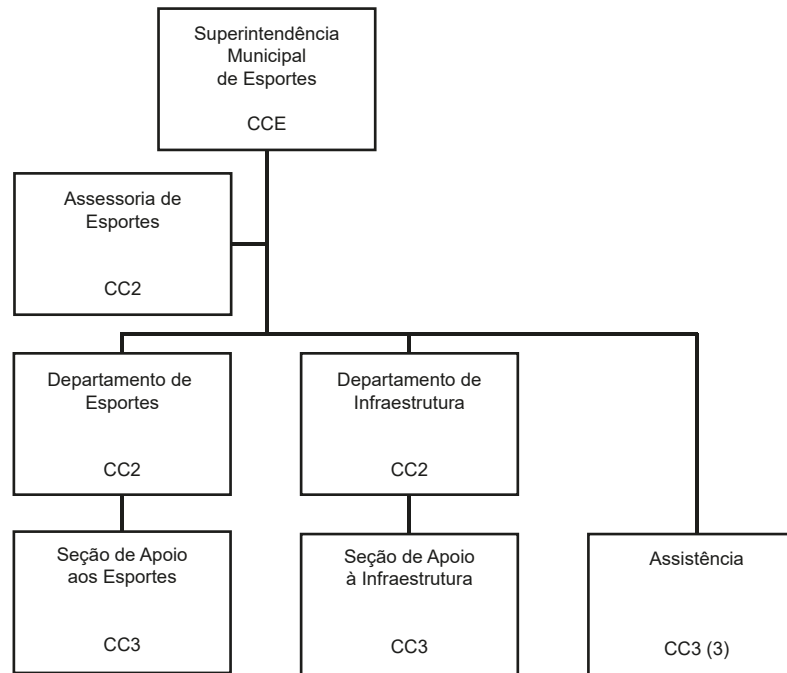 Superintendência
Municipal
de Esportes
CCE
Assessoria de
Esportes
CC2
Departamento de
Esportes
CC2
Departamento de
Infraestrutura
CC2
Seção de Apoio
aos Esportes
CC3
Seção de Apoio
à Infraestrutura
CC3
Assistência
CC3 (3)